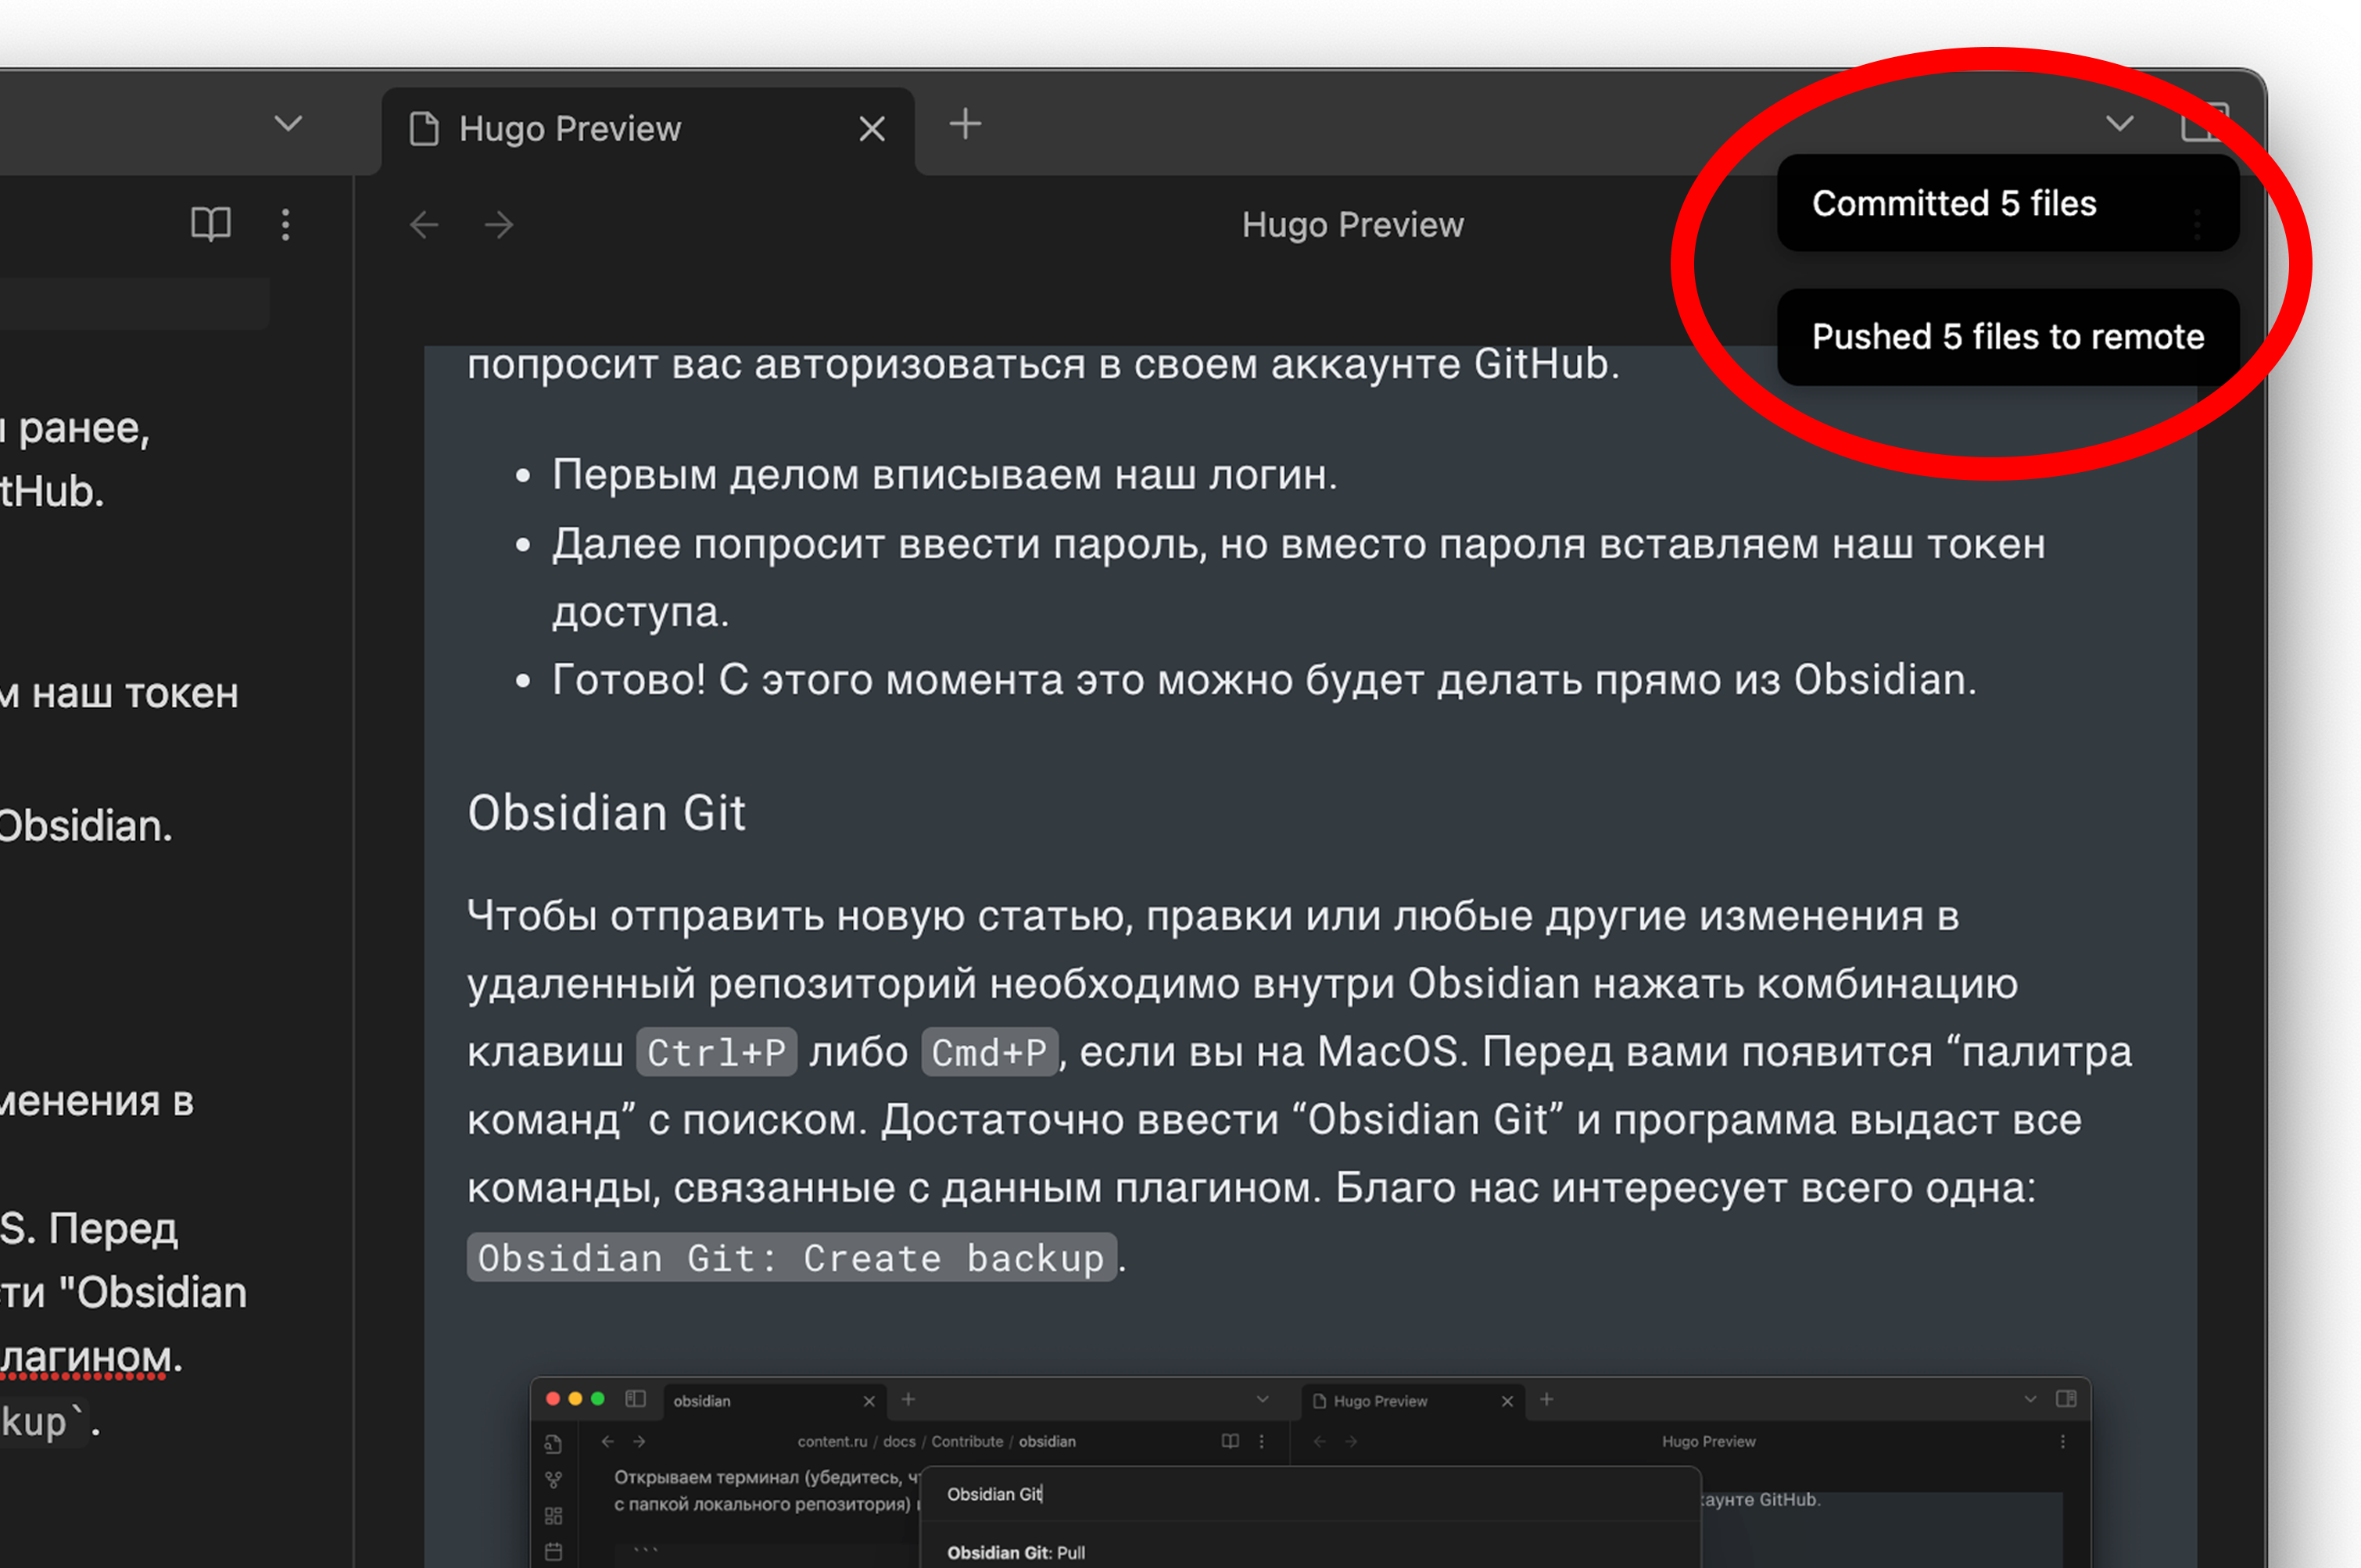 Hugo Preview
Hugo Preview
Committed 5 files
Pushed 5 files to remote
ранее,
tHub.
м наш токен
Obsidian.
менения в
S. Перед
ти "Obsidian
лагином.
kup`.
попросит вас авторизоваться в своем аккаунте GitHub.
• Первым делом вписываем наш логин.
• Далее попросит ввести пароль, но вместо пароля вставляем наш токен
доступа.
• Готово! С этого момента это можно будет делать прямо из Obsidian.
Obsidian Git
Чтобы отправить новую статью, правки или любые другие изменения в
удаленный репозиторий необходимо внутри Obsidian нажать комбинацию
клавиш Ctrl+P либо Cmd+P, если вы на MacOS. Перед вами появится “палитра
команд” с поиском. Достаточно ввести “Obsidian Git” и программа выдаст все
команды, связанные с данным плагином. Благо нас интересует всего одна:
Obsidian Git: Create backup.
obsidian
Hugo Preview
content.ru / docs / Contribute / obsidian
Hugo Preview
Открываем терминал (убедитесь,
с папкой локального репозитория)
```
Obsidian Git
Obsidian Git: Pull
каунте GitHub.